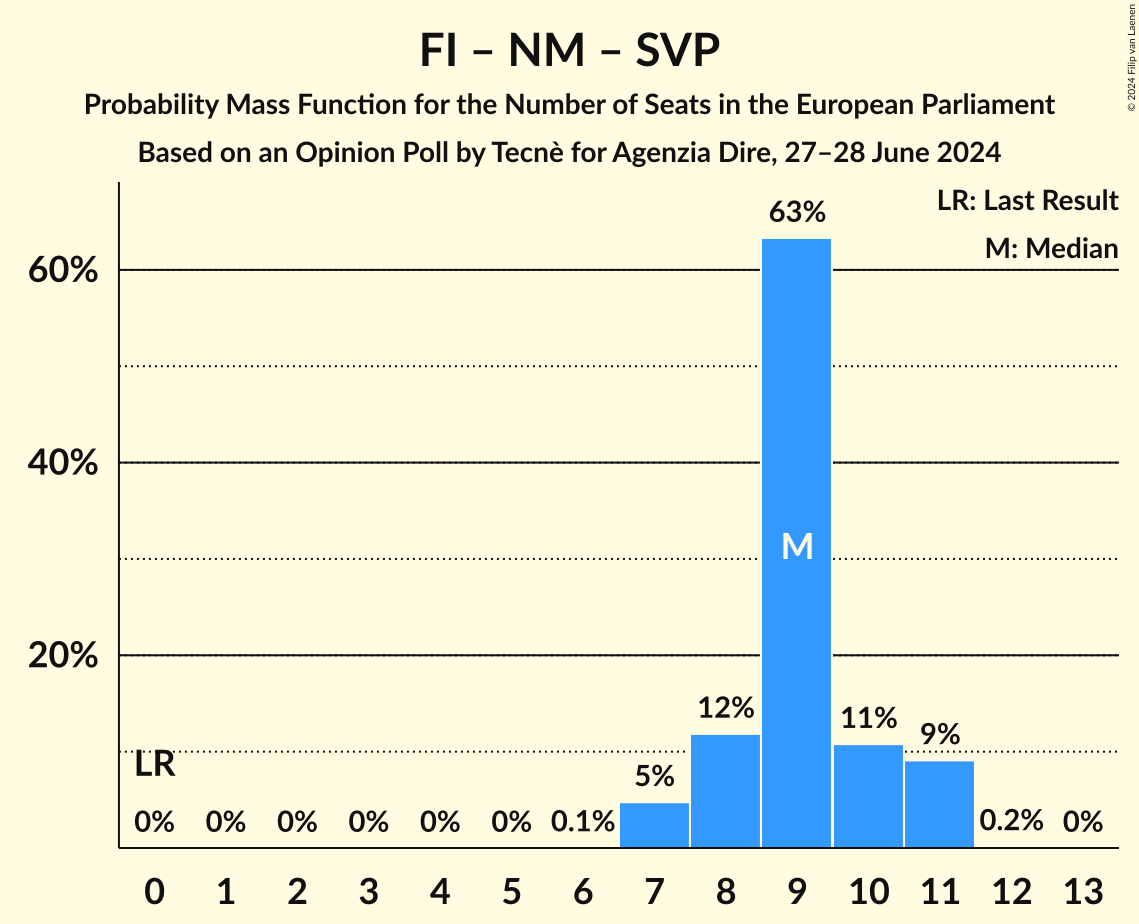 FI – NM – SVP
Probability Mass Function for the Number of Seats in the European Parliament
Based on an Opinion Poll by Tecnè for Agenzia Dire, 27–28 June 2024
© 2024 Filip van Laenen
LR: Last Result
M: Median
60%
40%
20%
63%
M
12%
11%
9%
5%
LR
0% 0% 0% 0% 0% 0% 0.1% 0.2% 0%
0 1 2 3 4 5 6 7 8 9 10 11 12 13